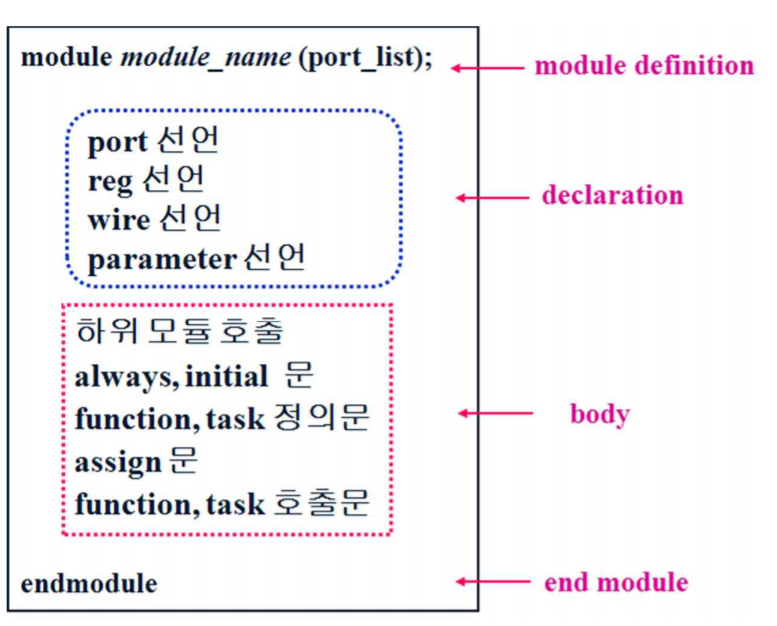 module module_name (port_list);
module definition
port 선언
reg 선언
wire 선언
parameter 선언
declaration
하위 모듈 호출
always, initial 문
function, task 정의문
assign 문
function, task 호출문
body
endmodule
end module